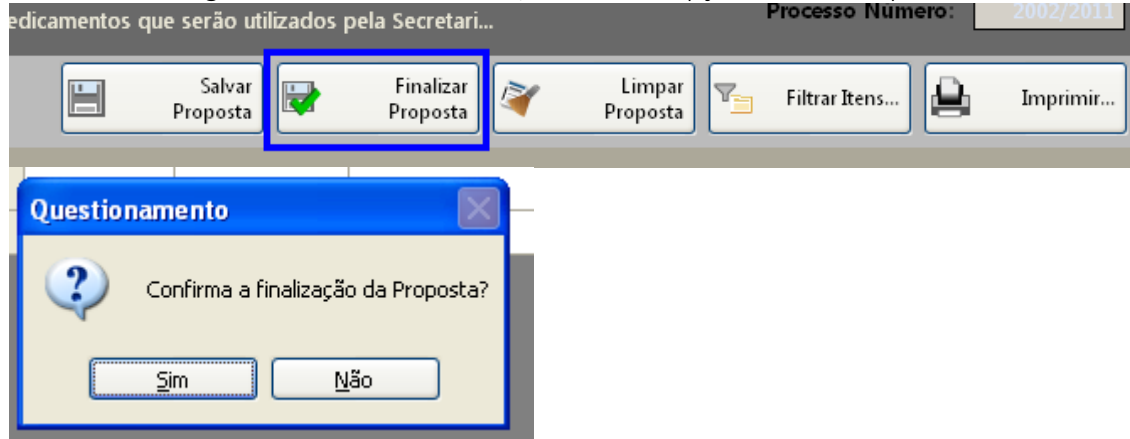 edicamentos que serão utilizados pela Secretari...
Processo Número: 2002/2011
Salvar
Proposta
Finalizar
Proposta
Limpar
Proposta
Filtrar Itens...
Imprimir...
Questionamento
Confirma a finalização da Proposta?
Sim
Não